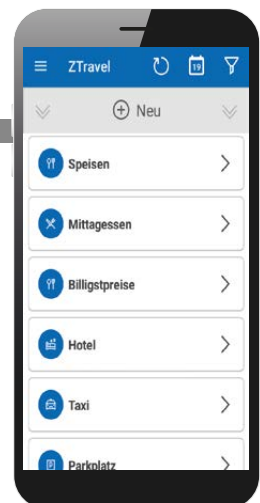 ZTravel 19
Neu
Speisen
Mittagessen
Billigstpreise
Hotel
Taxi
Parkplatz